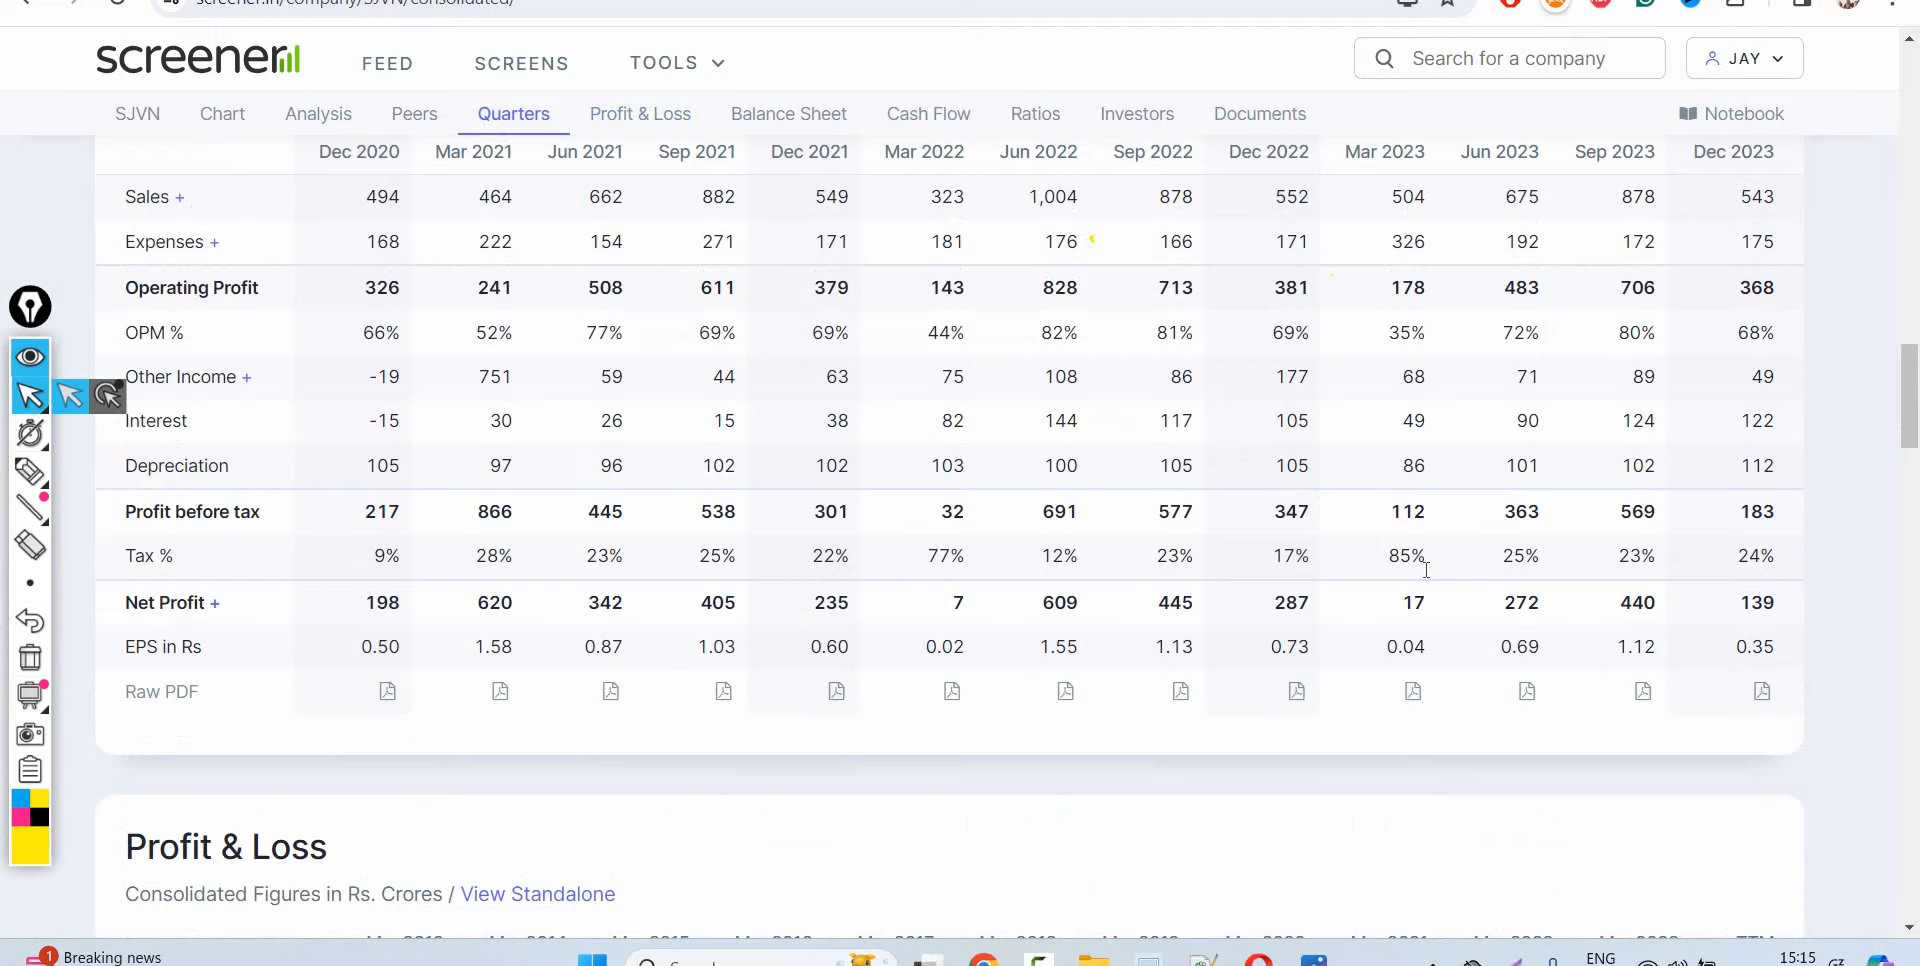 screener.in/company/SJVN/consolidated/
screener
FEED SCREENS TOOLS
Search for a company
JAY
SJVN Chart Analysis Peers Quarters Profit & Loss Balance Sheet Cash Flow Ratios Investors Documents Notebook
Dec 2020 Mar 2021 Jun 2021 Sep 2021 Dec 2021 Mar 2022 Jun 2022 Sep 2022 Dec 2022 Mar 2023 Jun 2023 Sep 2023 Dec 2023
Sales + 494 464 662 882 549 323 1,004 878 552 504 675 878 543
Expenses + 168 222 154 271 171 181 176 166 171 326 192 172 175
Operating Profit 326 241 508 611 379 143 828 713 381 178 483 706 368
OPM % 66% 52% 77% 69% 69% 44% 82% 81% 69% 35% 72% 80% 68%
Other Income + -19 751 59 44 63 75 108 86 177 68 71 89 49
Interest -15 30 26 15 38 82 144 117 105 49 90 124 122
Depreciation 105 97 96 102 102 103 100 105 105 86 101 102 112
Profit before tax 217 866 445 538 301 32 691 577 347 112 363 569 183
Tax % 9% 28% 23% 25% 22% 77% 12% 23% 17% 85% 25% 23% 24%
Net Profit + 198 620 342 405 235 7 609 445 287 17 272 440 139
EPS in Rs 0.50 1.58 0.87 1.03 0.60 0.02 1.55 1.13 0.73 0.04 0.69 1.12 0.35
Raw PDF
Profit & Loss
Consolidated Figures in Rs. Crores / View Standalone
1 Breaking news
ENG
15:15